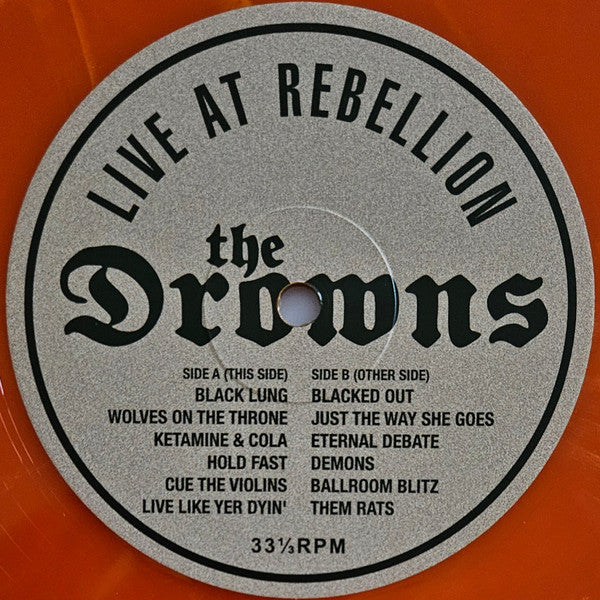 LIVE AT REBELLION
the
Drowns
SIDE A (THIS SIDE)
BLACK LUNG
WOLVES ON THE THRONE
KETAMINE & COLA
HOLD FAST
CUE THE VIOLINS
LIVE LIKE YER DYIN'
SIDE B (OTHER SIDE)
BLACKED OUT
JUST THE WAY SHE GOES
ETERNAL DEBATE
DEMONS
BALLROOM BLITZ
THEM RATS
33⅓RPM